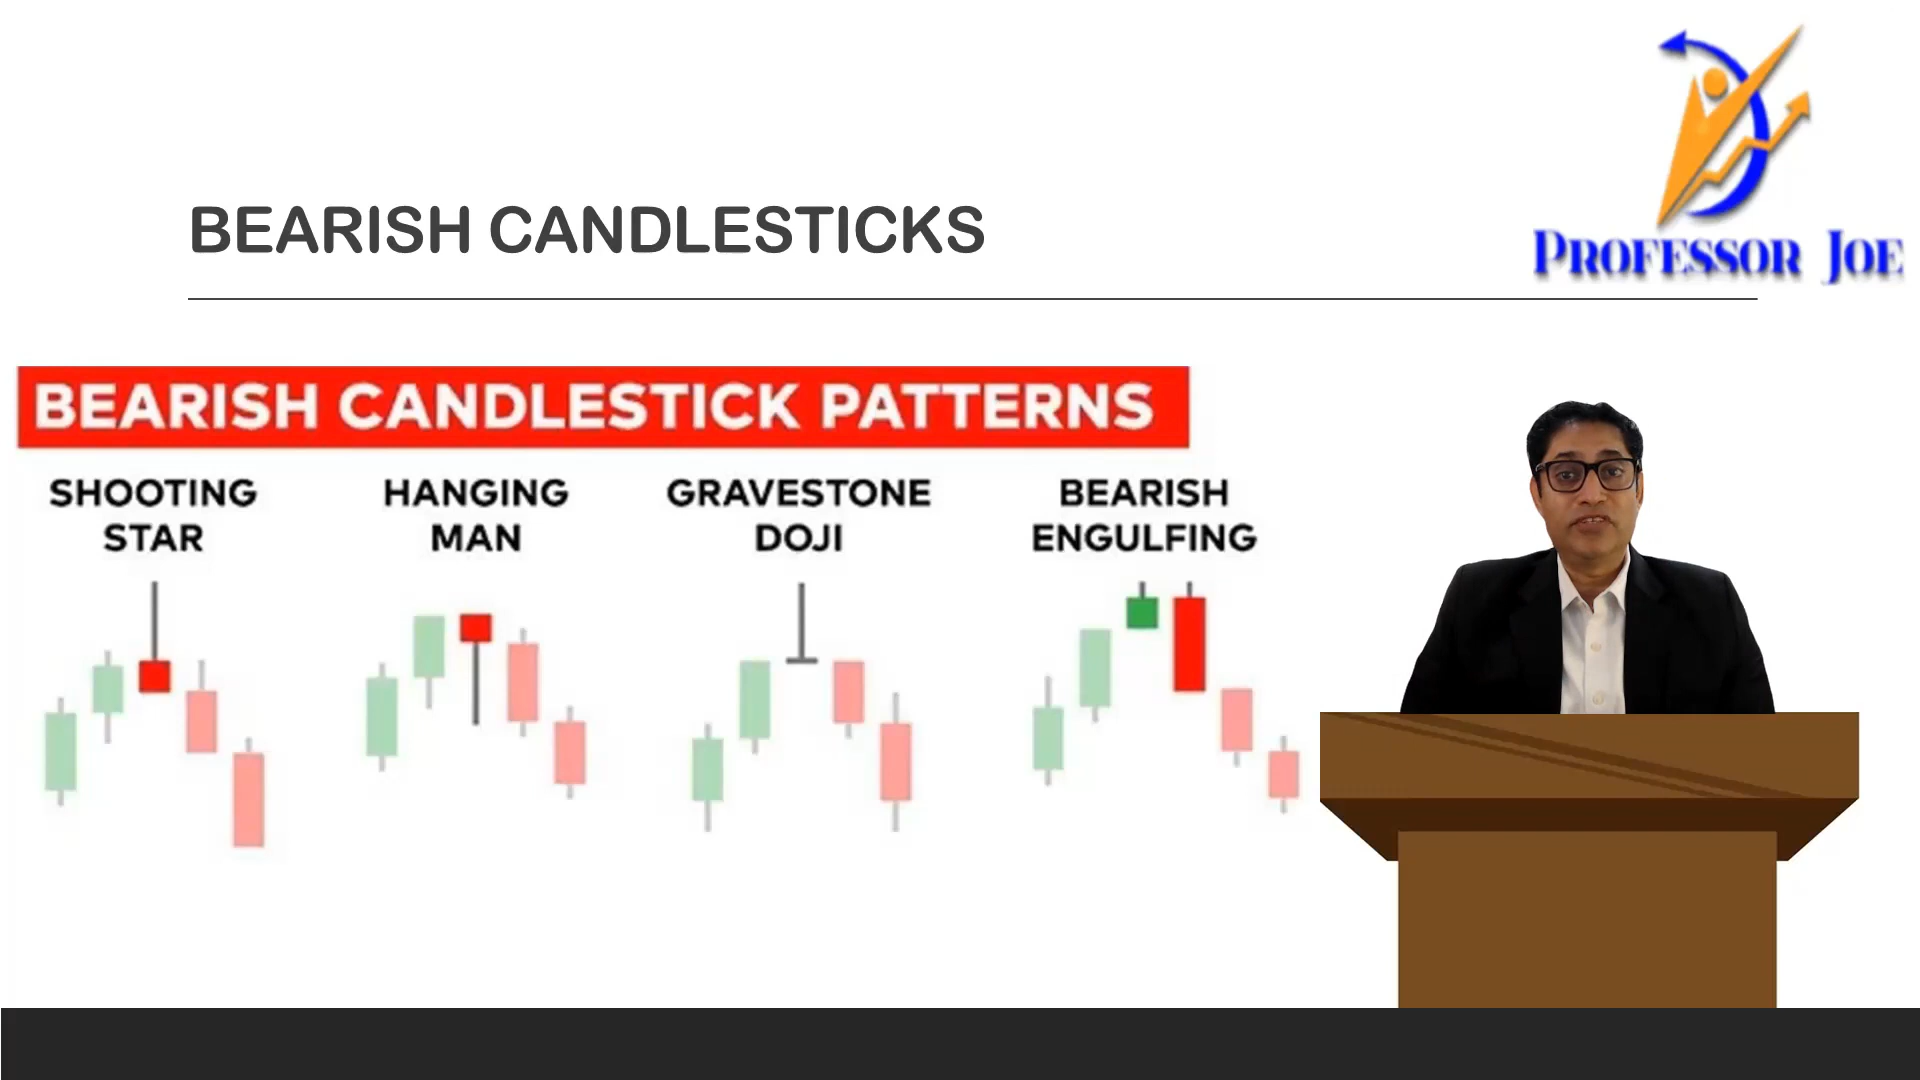 PROFESSOR JOE
BEARISH CANDLESTICKS
BEARISH CANDLESTICK PATTERNS
SHOOTING
STAR
HANGING
MAN
GRAVESTONE
DOJI
BEARISH
ENGULFING